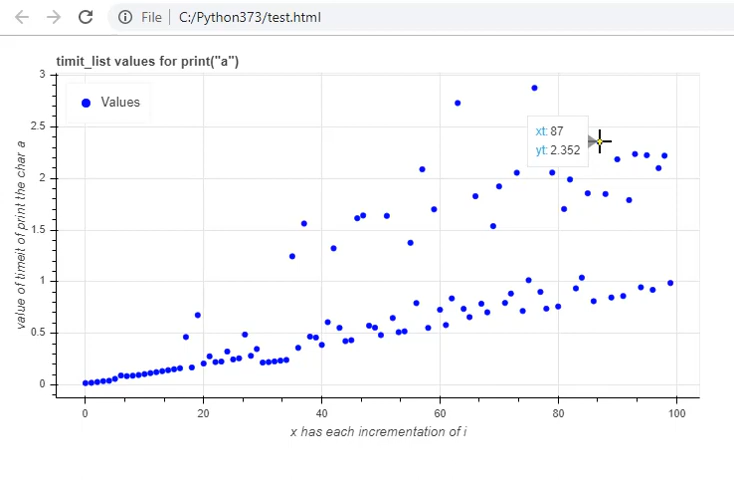 File | C:/Python373/test.html
timit_list values for print("a")
Values
xt: 87
yt: 2.352
value of timeit of print the char a
3
2.5
2
1.5
1
0.5
0
0 20 40 60 80 100
x has each incrementation of i